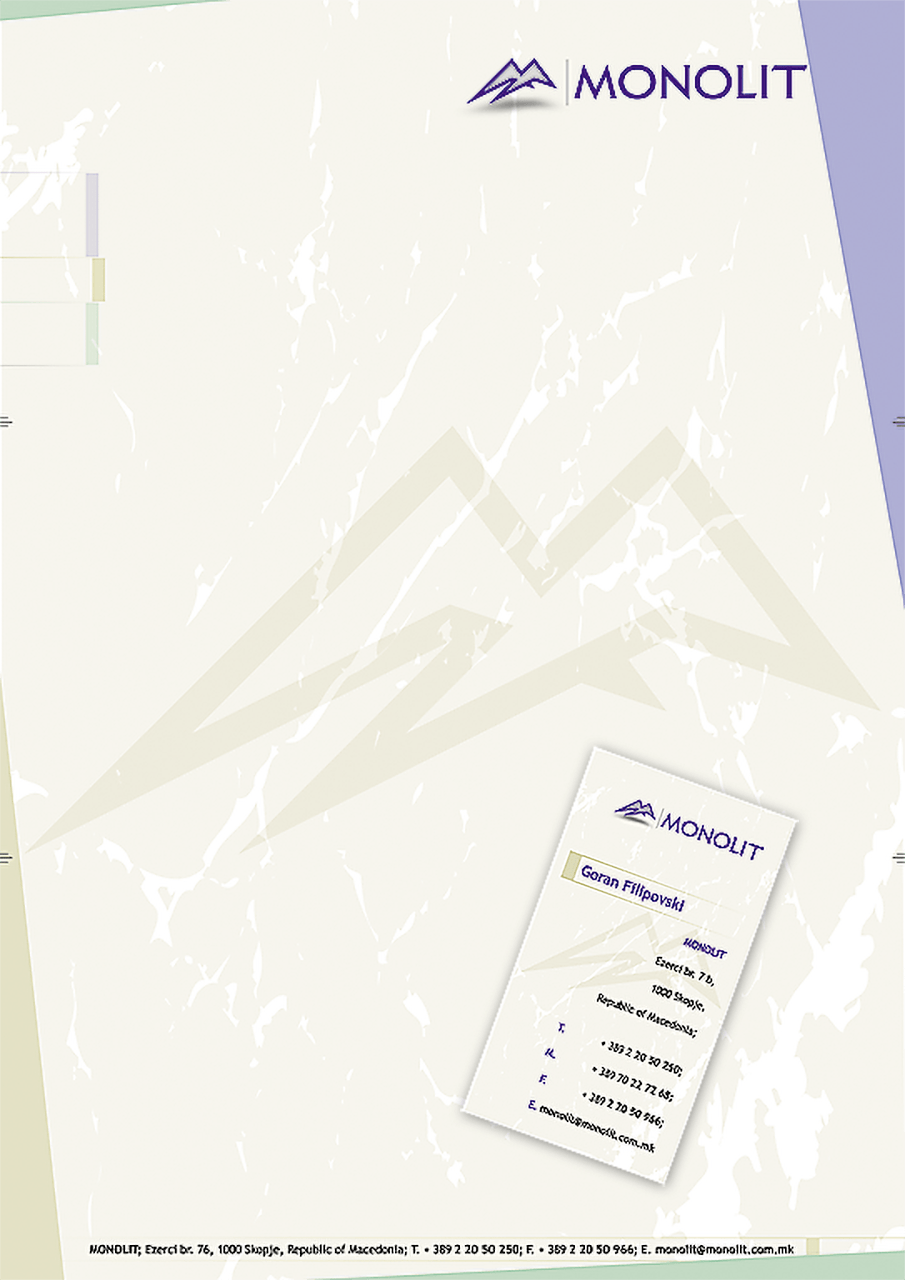 MONOLIT
MONOLIT
Goran Filipovski
MONOLIT
Ezerci br. 7 b,
1000 Skopje,
Republic of Macedonia;
T. + 389 2 20 50 250;
M. + 389 70 22 72 68;
F. + 389 2 20 50 966;
E. monolit@monolit.com.mk
MONOLIT; Ezerci br. 76, 1000 Skopje, Republic of Macedonia; T. + 389 2 20 50 250; F. + 389 2 20 50 966; E. monolit@monolit.com.mk